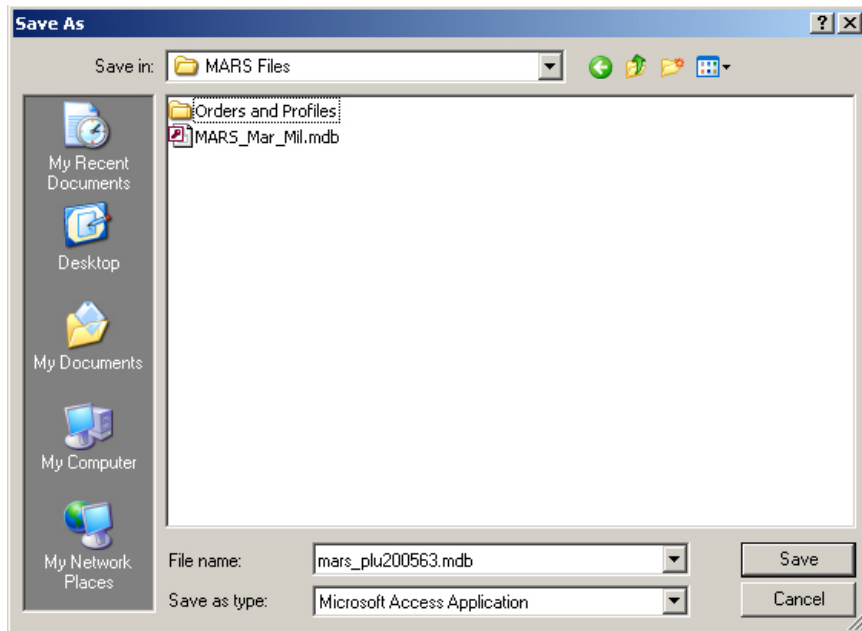 Save As
Save in:
MARS Files
Orders and Profiles
MARS_Mar_Mil.mdb
My Recent
Documents
Desktop
My Documents
My Computer
My Network
Places
File name:
mars_plu200563.mdb
Save
Save as type:
Microsoft Access Application
Cancel